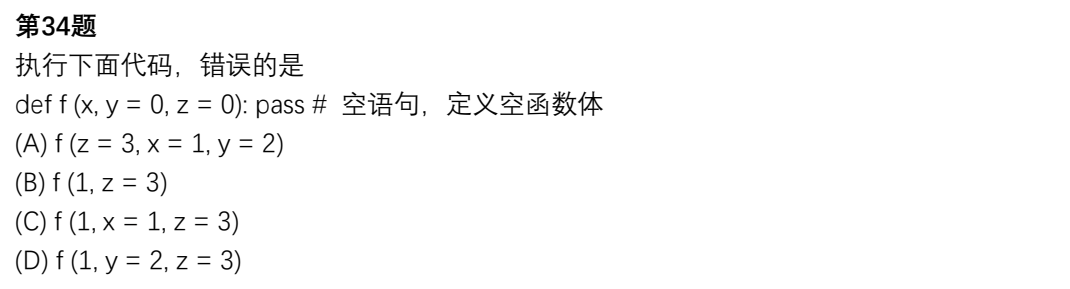 第34题
执行下面代码，错误的是
def f (x, y = 0, z = 0): pass # 空语句，定义空函数体
(A) f (z = 3, x = 1, y = 2)
(B) f (1, z = 3)
(C) f (1, x = 1, z = 3)
(D) f (1, y = 2, z = 3)